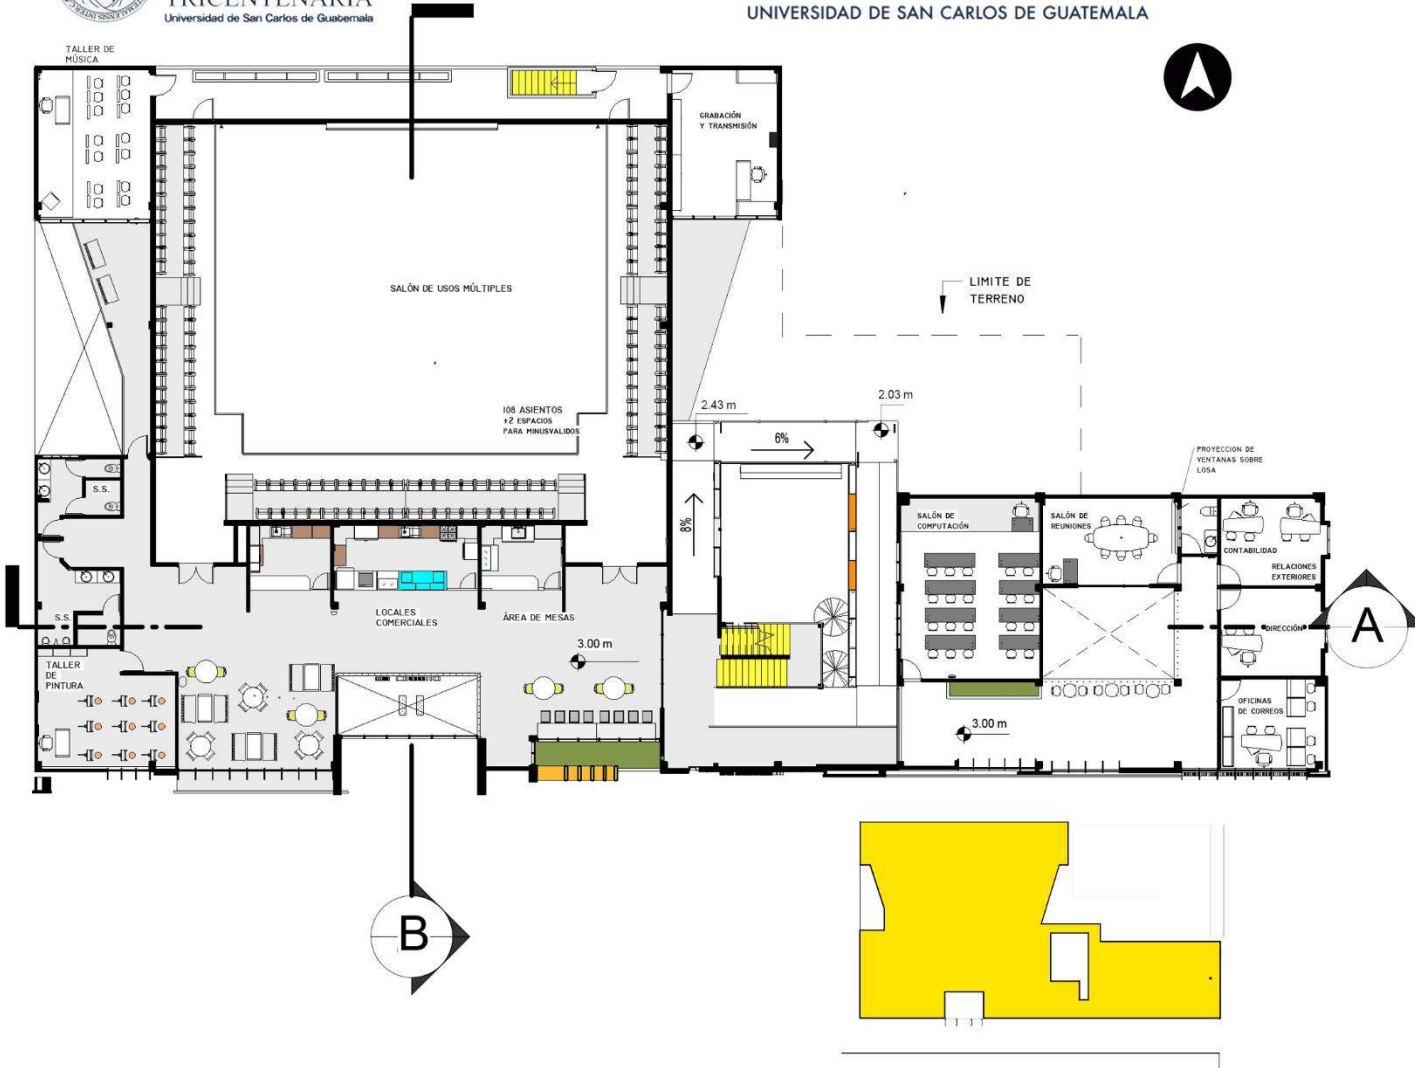 TRICENTENARIA
Universidad de San Carlos de Guatemala
UNIVERSIDAD DE SAN CARLOS DE GUATEMALA
TALLER DE
MÚSICA
GRABACIÓN
Y TRANSMISIÓN
SALÓN DE USOS MÚLTIPLES
LIMITE DE
TERRENO
108 ASIENTOS
+2 ESPACIOS
PARA MINUSVALIDOS
2.43 m
2.03 m
6%
8%
PROYECCION DE
VENTANAS SOBRE
LOSA
S.S.
SALÓN DE
COMPUTACIÓN
SALÓN DE
REUNIONES
CONTABILIDAD
RELACIONES
EXTERIORES
S.S.
LOCALES
COMERCIALES
ÁREA DE MESAS
DIRECCIÓN
A
3.00 m
TALLER
DE
PINTURA
OFICINAS
DE CORREOS
3.00 m
B